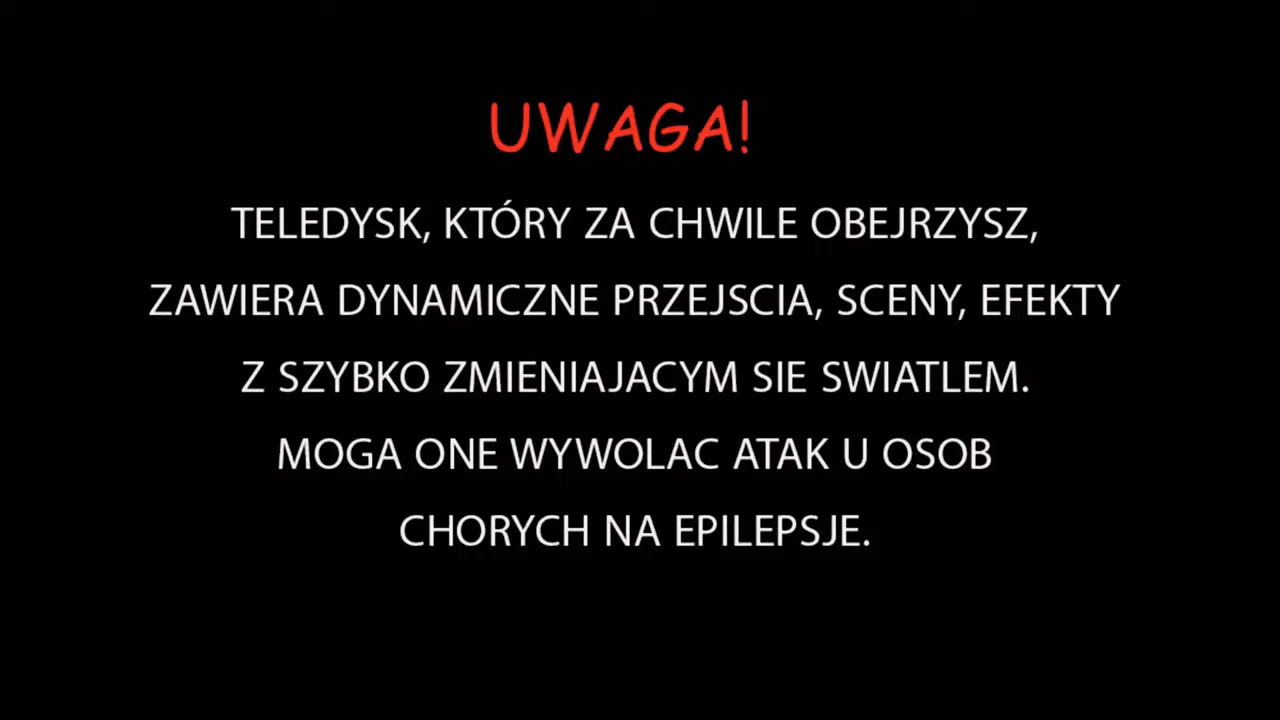 UWAGA!
TELEDYSK, KTÓRY ZA CHWILE OBEJRZYSZ,
ZAWIERA DYNAMICZNE PRZEJSCIA, SCENY, EFEKTY
Z SZYBKO ZMIENIAJACYM SIE SWIATLEM.
MOGA ONE WYWOLAC ATAK U OSOB
CHORYCH NA EPILEPSJE.